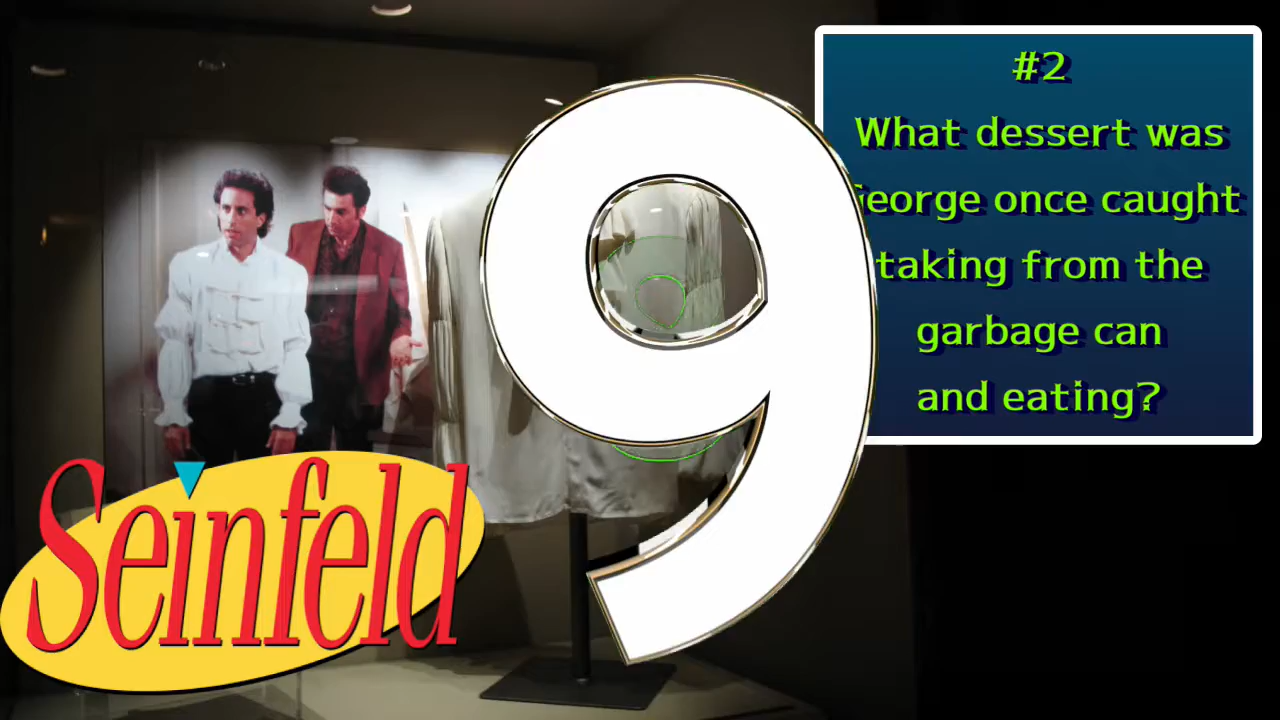 #2
What dessert was
George once caught
taking from the
garbage can
and eating?
9
Seinfeld